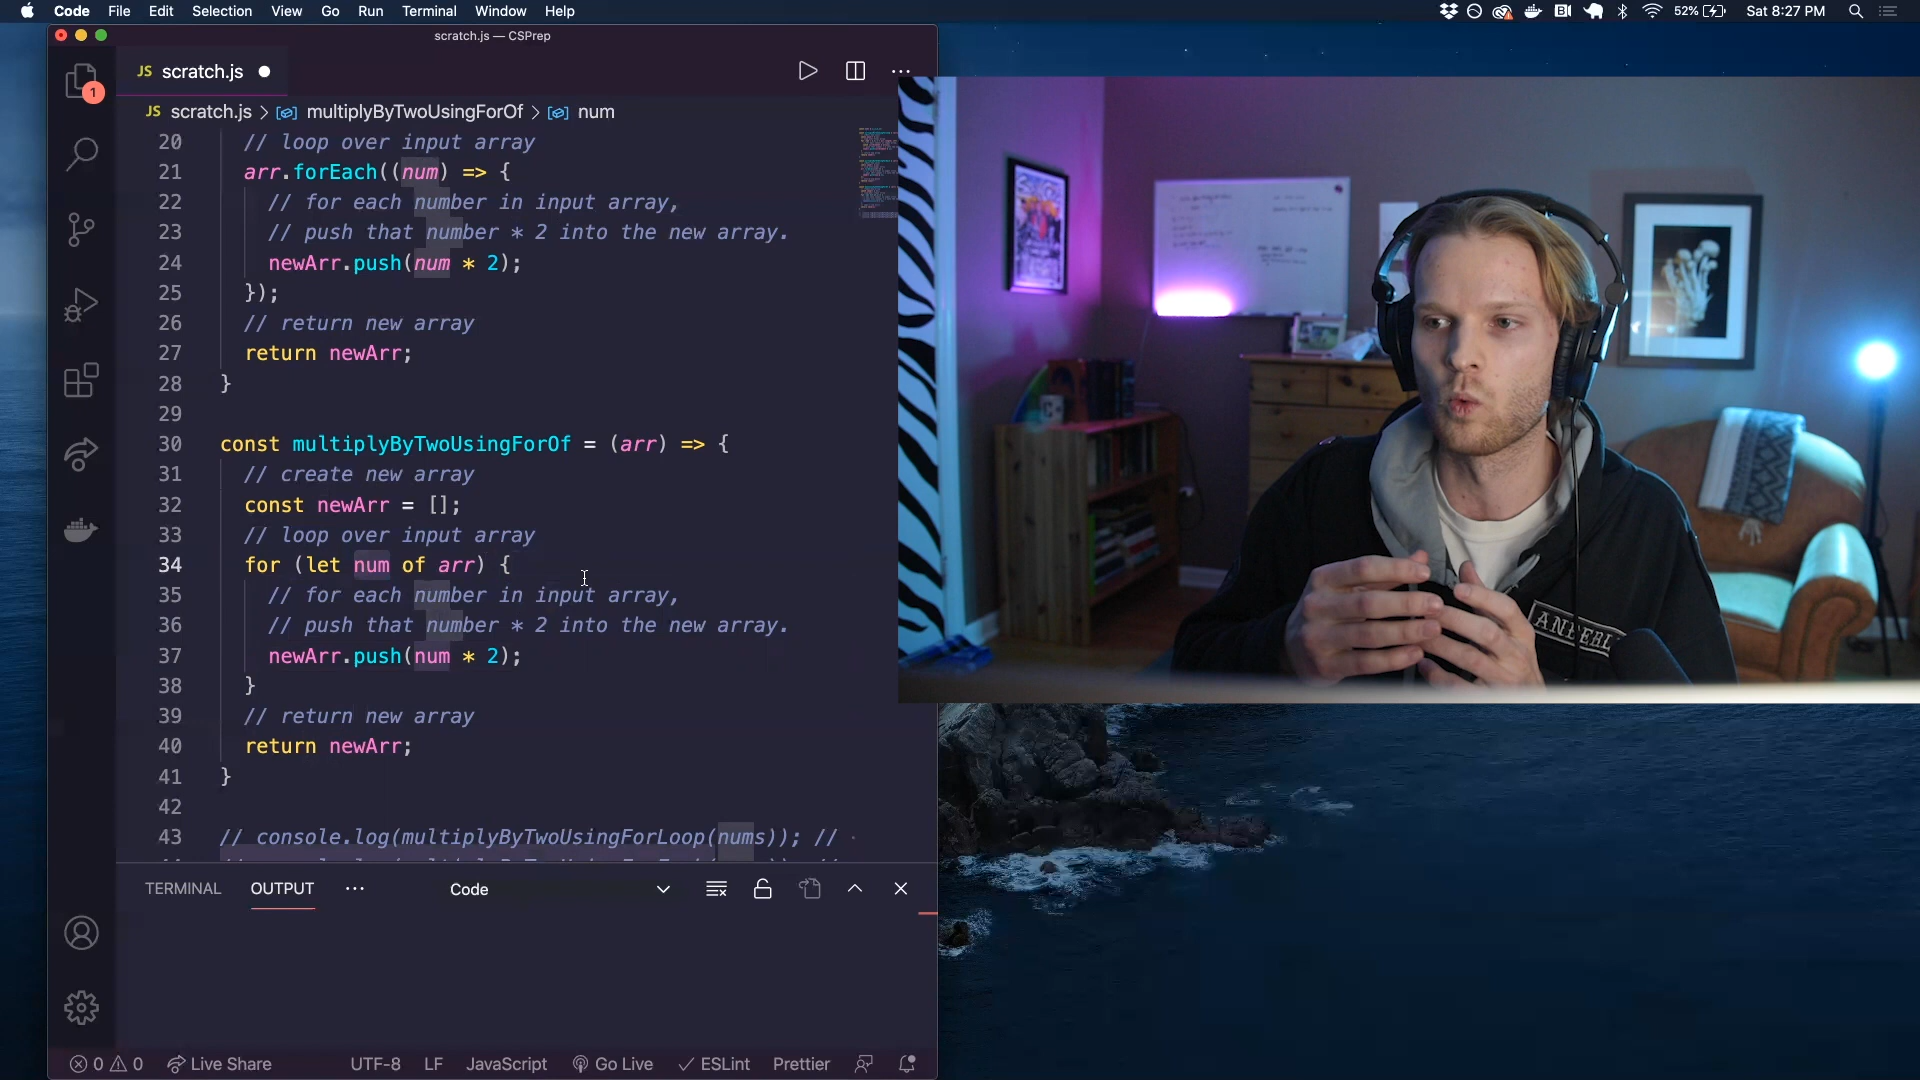 Code File Edit Selection View Go Run Terminal Window Help 52% Sat 8:27 PM
scratch.js — CSPrep
JS scratch.js
JS scratch.js > multiplyByTwoUsingForOf > num
20 // loop over input array
21 arr.forEach((num) => {
22 // for each number in input array,
23 // push that number * 2 into the new array.
24 newArr.push(num * 2);
25 });
26 // return new array
27 return newArr;
28 }
29
30 const multiplyByTwoUsingForOf = (arr) => {
31 // create new array
32 const newArr = [];
33 // loop over input array
34 for (let num of arr) {
35 // for each number in input array,
36 // push that number * 2 into the new array.
37 newArr.push(num * 2);
38 }
39 // return new array
40 return newArr;
41 }
42
43 // console.log(multiplyByTwoUsingForLoop(nums)); //
1
TERMINAL OUTPUT ... Code
0 0 Live Share UTF-8 LF JavaScript Go Live ESLint Prettier